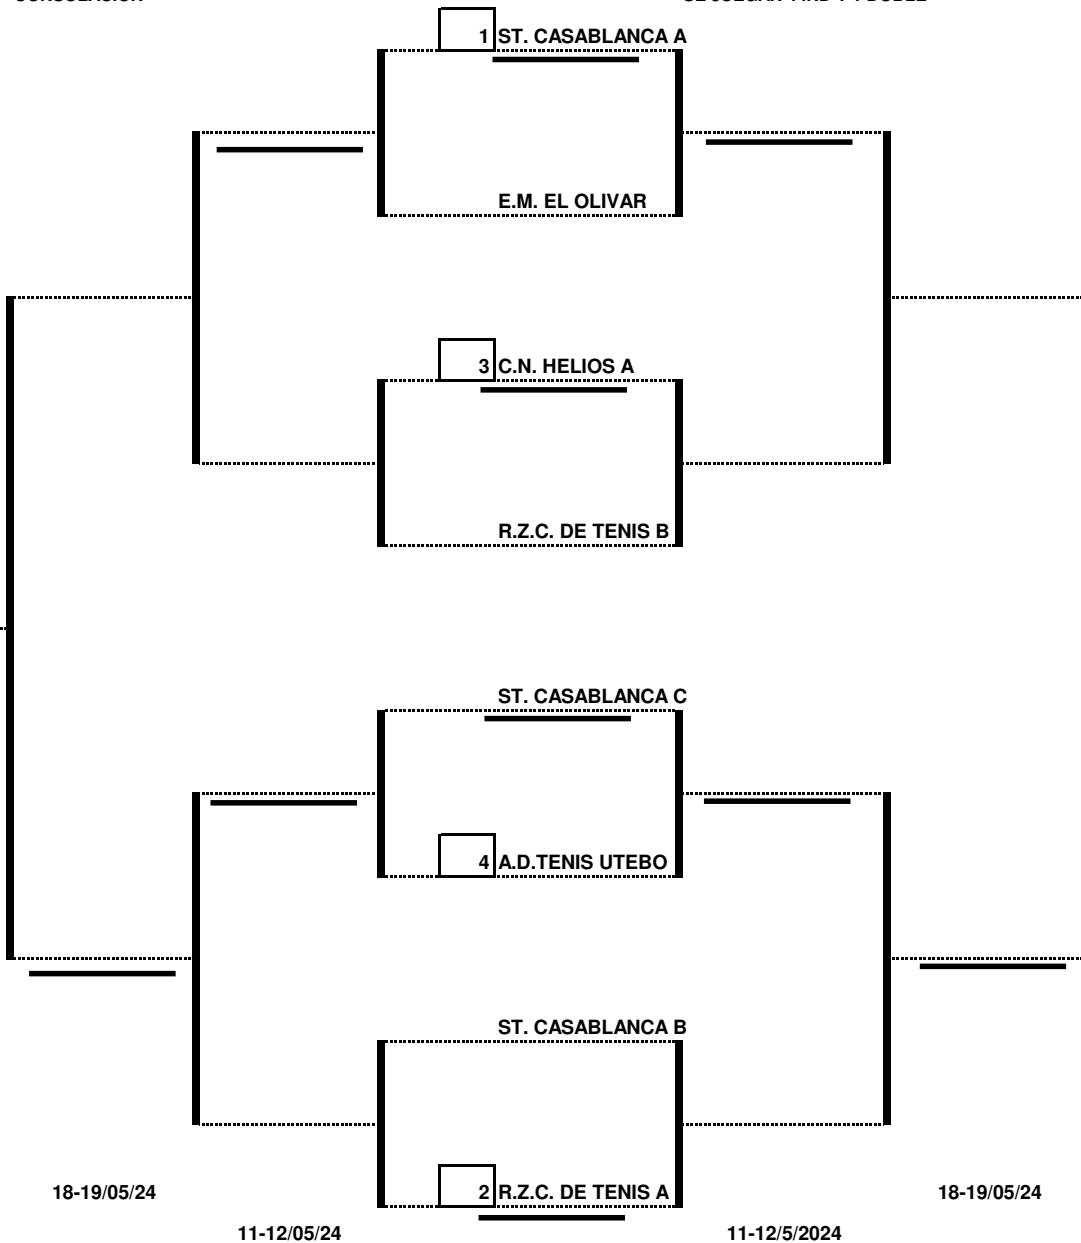 1 ST. CASABLANCA A
E.M. EL OLIVAR
3 C.N. HELIOS A
R.Z.C. DE TENIS B
ST. CASABLANCA C
4 A.D.TENIS UTEBO
ST. CASABLANCA B
18-19/05/24 2 R.Z.C. DE TENIS A 18-19/05/24
11-12/05/24 11-12/5/2024